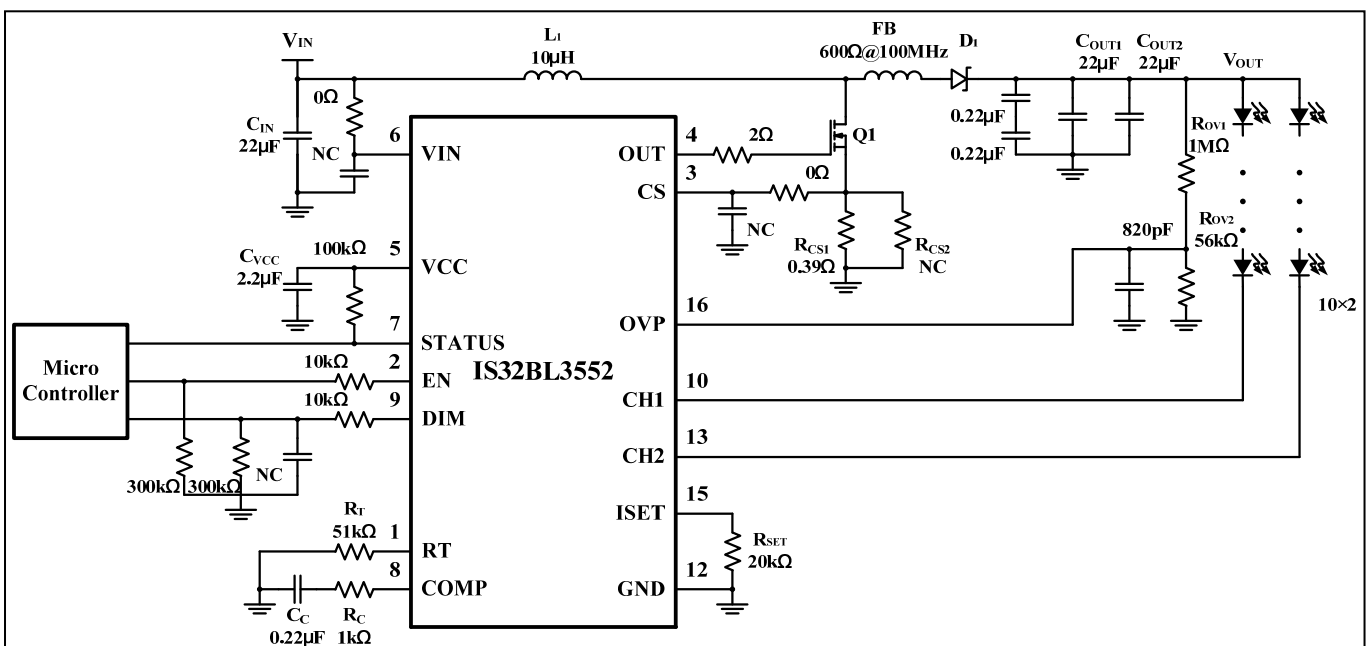 VIN
L1
10µH
FB
600Ω@100MHz
D1
COUT1
22µF
COUT2
22µF
VOUT
0Ω
CIN
22µF
NC
6
VIN
OUT
4
2Ω
Q1
0.22µF
0.22µF
ROV1
1MΩ
3
CS
0Ω
NC
RCS1
0.39Ω
RCS2
NC
820pF
ROV2
56kΩ
100kΩ
5
VCC
CVCC
2.2µF
16
OVP
10×2
7
STATUS
IS32BL3552
Micro
Controller
10kΩ
2
EN
10kΩ
9
DIM
10
CH1
13
CH2
300kΩ
300kΩ
NC
15
ISET
RSET
20kΩ
RT
51kΩ
1
RT
8
COMP
12
GND
CC
0.22µF
RC
1kΩ